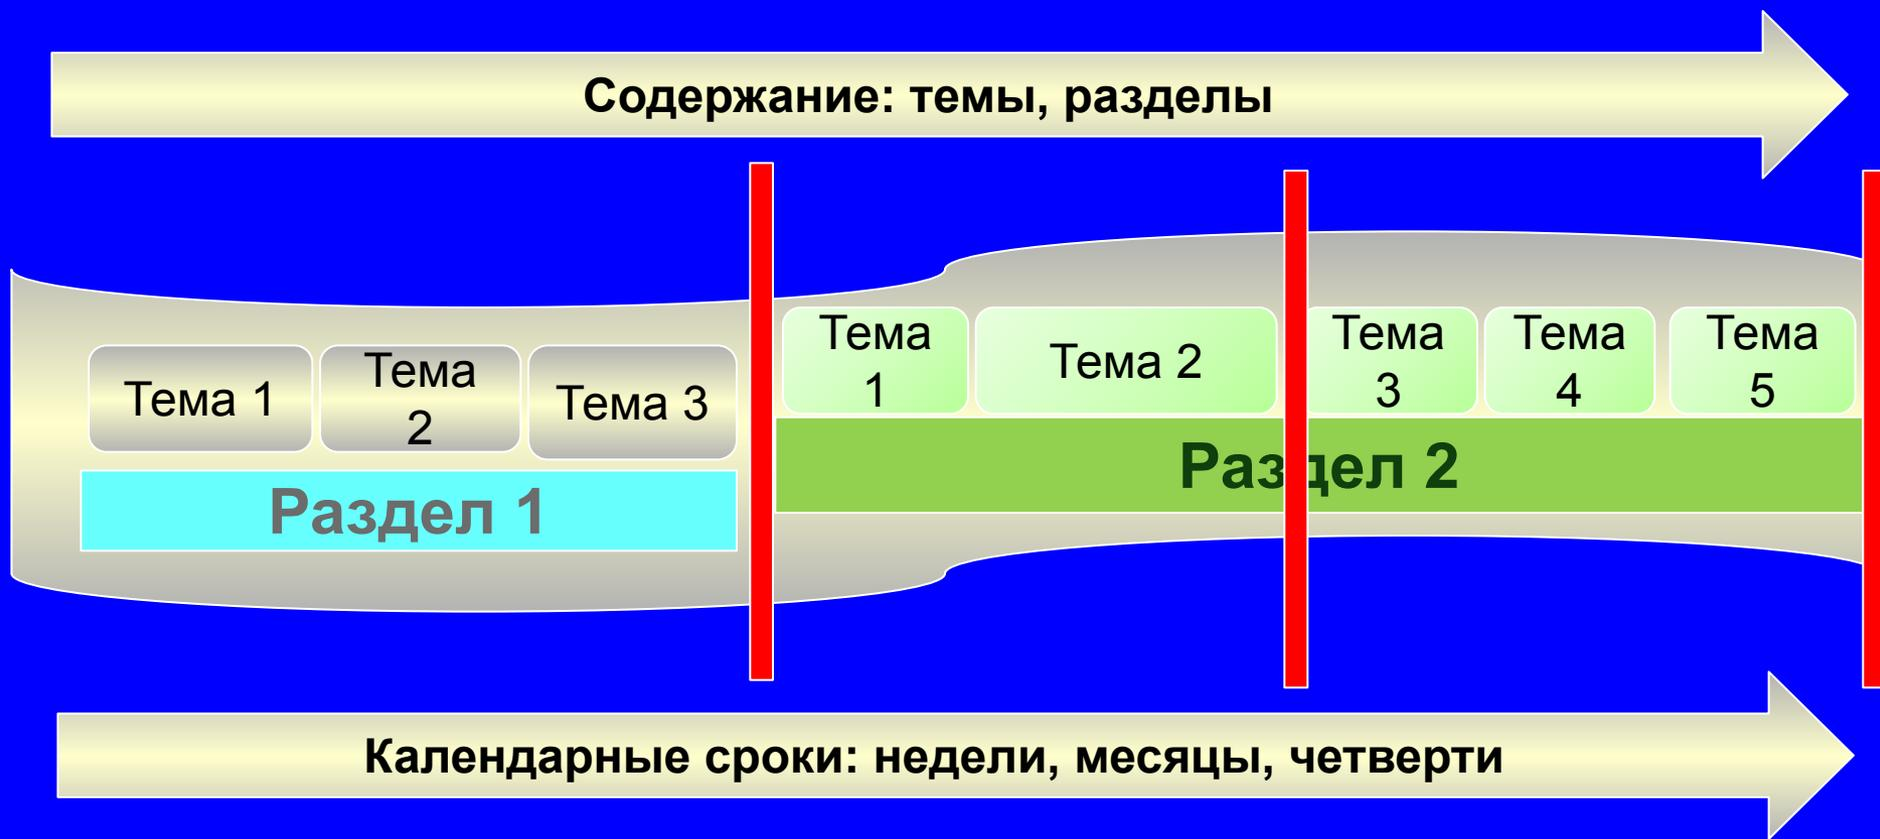 Содержание: темы, разделы
Тема 1
Тема
2
Тема 3
Раздел 1
Тема
1
Тема 2
Тема
3
Тема
4
Тема
5
Раздел 2
Календарные сроки: недели, месяцы, четверти